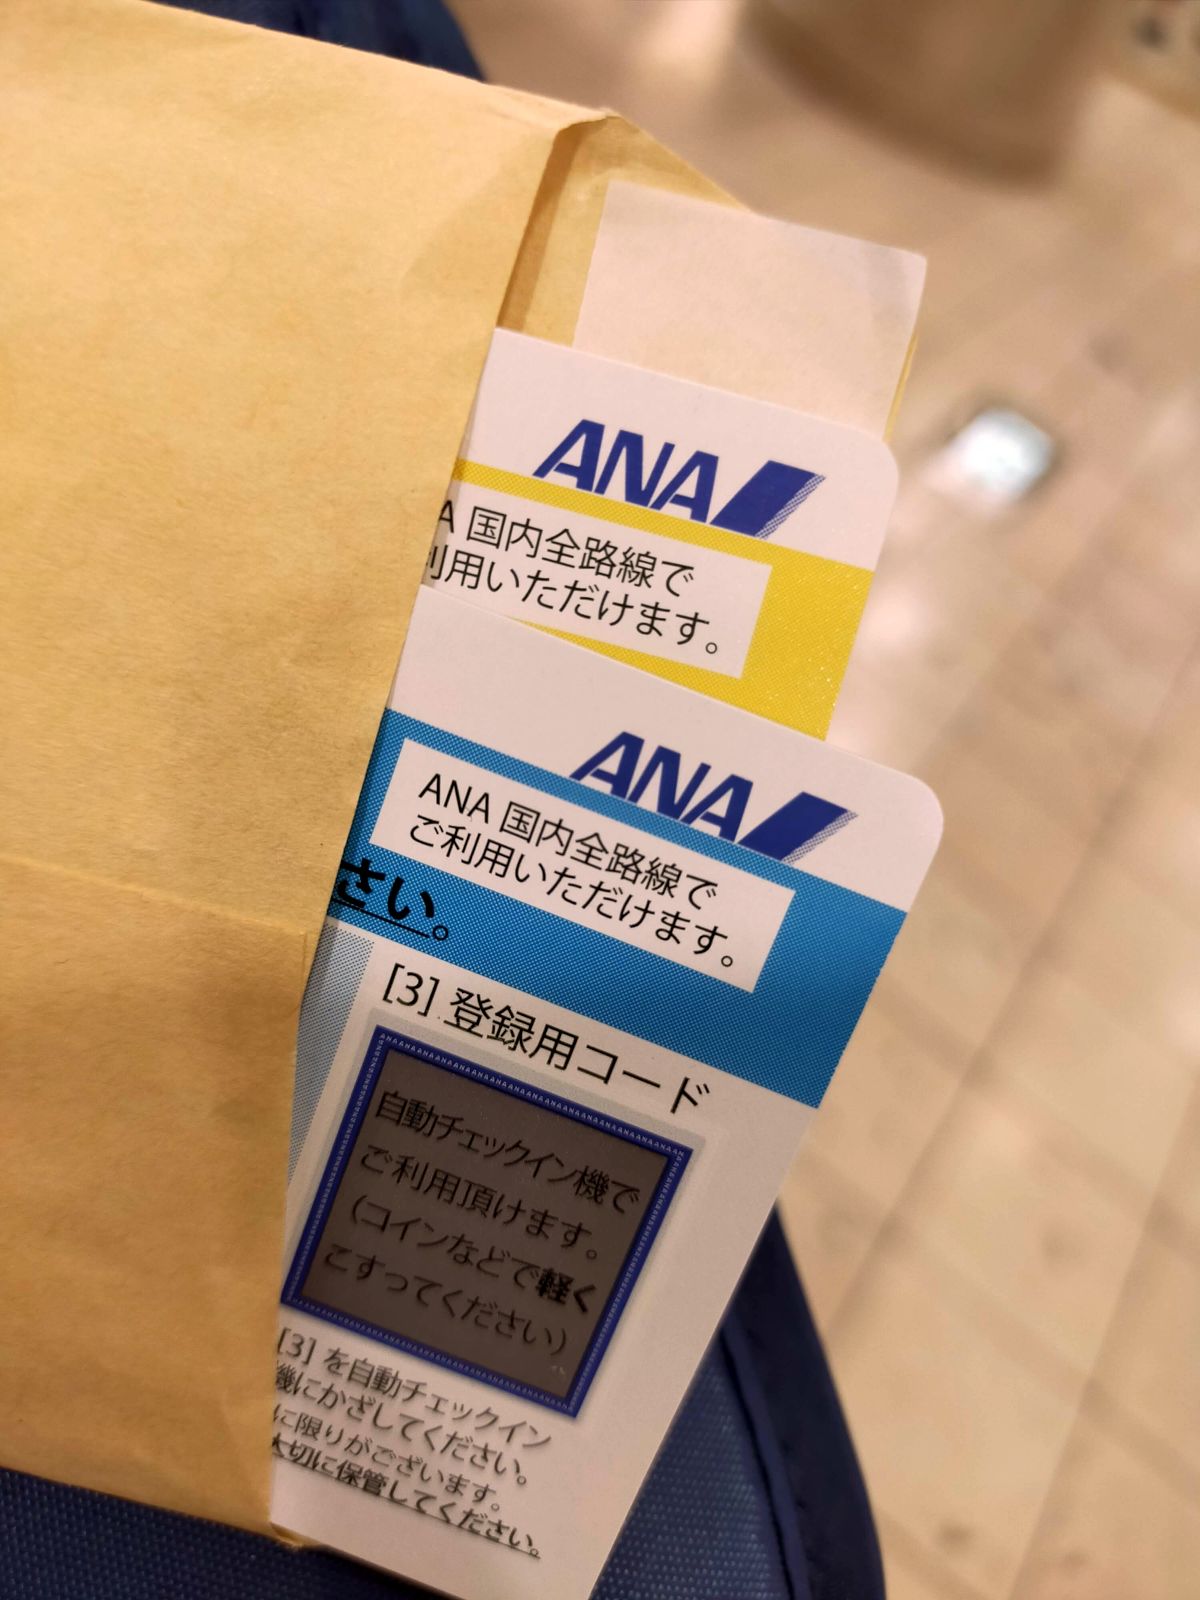 ANA
A 国内全路線で
利用いただけます。
ANA
ANA 国内全路線で
ご利用いただけます。
さい。
[3] 登録用コード
自動チェックイン機で
ご利用頂けます。
(コインなどで軽く
こすってください)
[3] を自動チェックイン
機にかざしてください。
に限りがございます。
大切に保管してください。